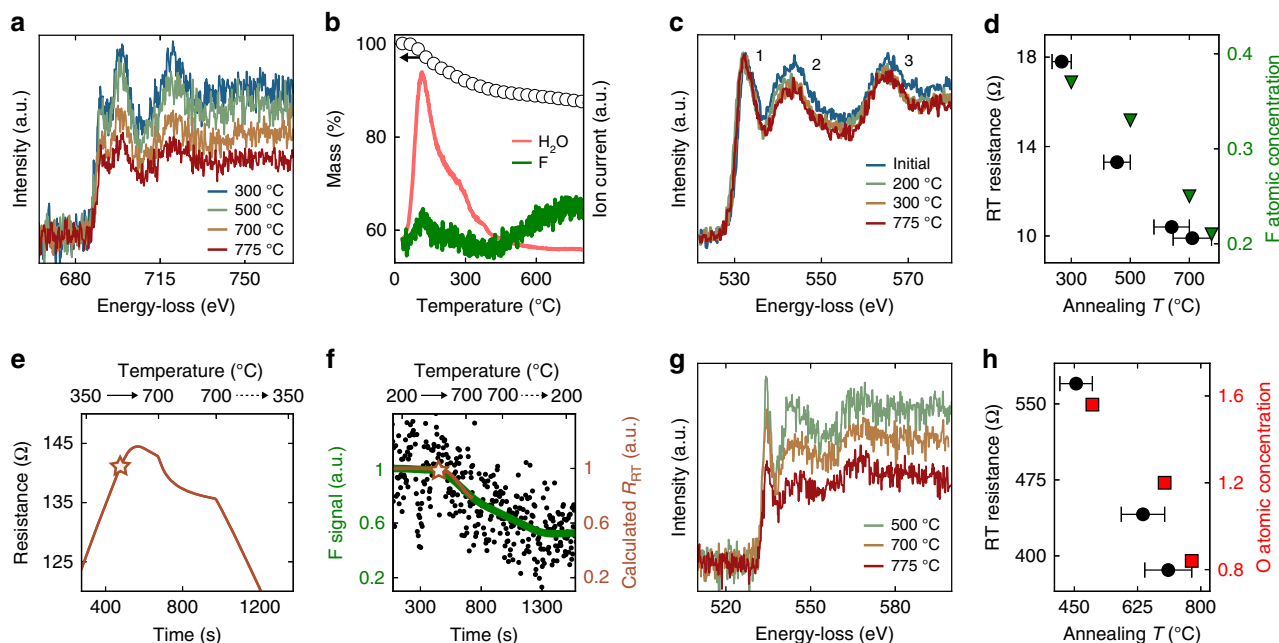 a
Intensity (a.u.)
300 °C
500 °C
700 °C
775 °C
680 715 750
Energy-loss (eV)
b
100
80
60
Mass (%)
H2O
F
Ion current (a.u.)
0 300 600
Temperature (°C)
c
1
2
3
Intensity (a.u.)
Initial
200 °C
300 °C
775 °C
530 550 570
Energy-loss (eV)
d
18
14
10
RT resistance (Ω)
0.4
0.3
0.2
F atomic concentration
300 500 700
Annealing T (°C)
e
Temperature (°C)
350 700 700 350
145
135
125
Resistance (Ω)
400 800 1200
Time (s)
f
Temperature (°C)
200 700 700 200
1
0.6
0.2
F signal (a.u.)
1
0.6
0.2
Calculated RRT (a.u.)
300 800 1300
Time (s)
g
Intensity (a.u.)
500 °C
700 °C
775 °C
520 550 580
Energy-loss (eV)
h
550
475
400
RT resistance (Ω)
1.6
1.2
0.8
O atomic concentration
450 625 800
Annealing T (°C)